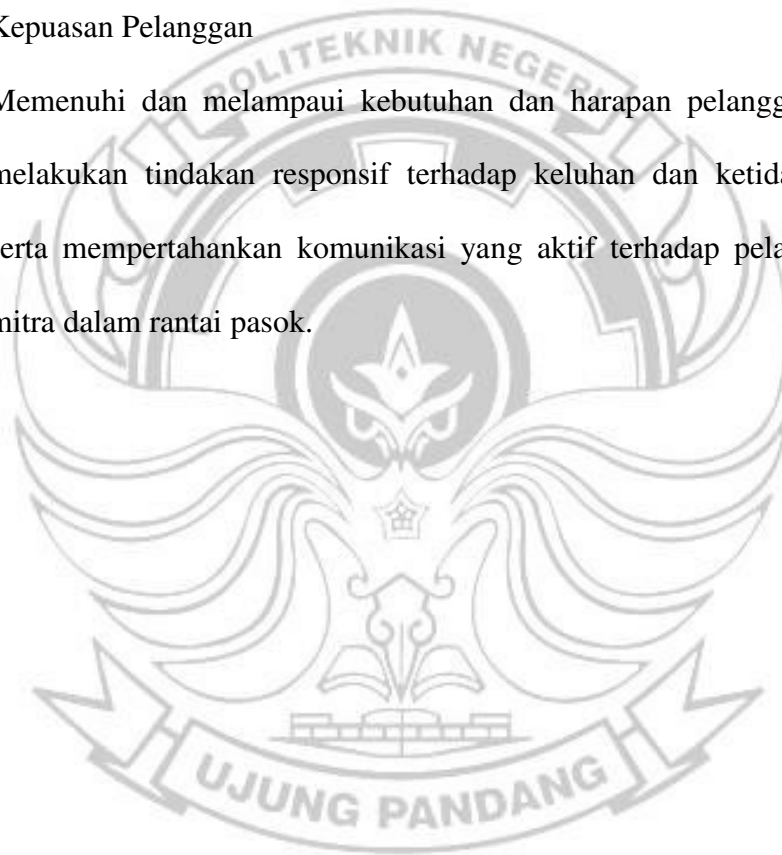 Kepuasan Pelanggan
POLITEKNIK NEGERI
Memenuhi dan melampaui kebutuhan dan harapan pelangg
melakukan tindakan responsif terhadap keluhan dan ketida
erta mempertahankan komunikasi yang aktif terhadap pela
mitra dalam rantai pasok.
UJUNG PANDANG